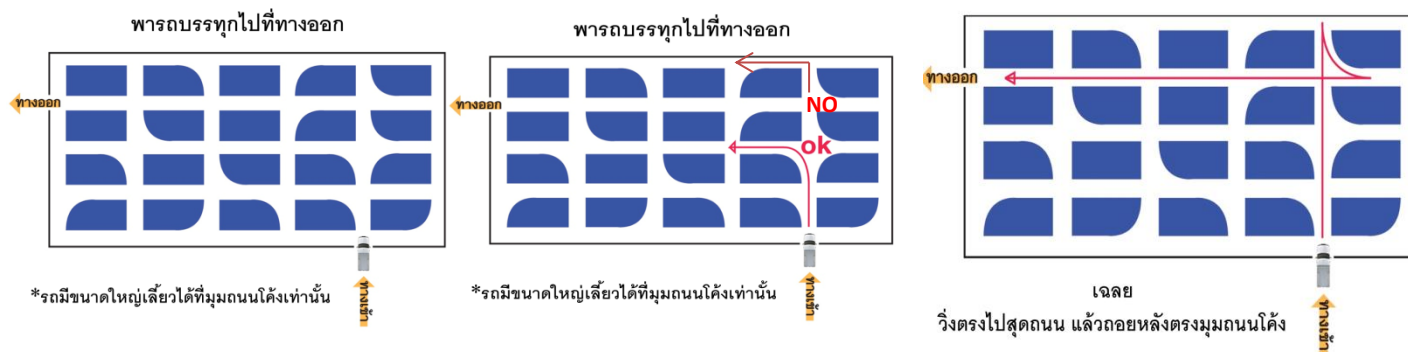 พารถบรรทุกไปที่ทางออก
ทางออก
*รถมีขนาดใหญ่เลี้ยวได้ที่มุมถนนโค้งเท่านั้น
ทางเข้า
พารถบรรทุกไปที่ทางออก
ทางออก
NO
ok
*รถมีขนาดใหญ่เลี้ยวได้ที่มุมถนนโค้งเท่านั้น
ทางเข้า
ทางออก
เฉลย
วิ่งตรงไปสุดถนน แล้วถอยหลังตรงมุมถนนโค้ง
ทางเข้า